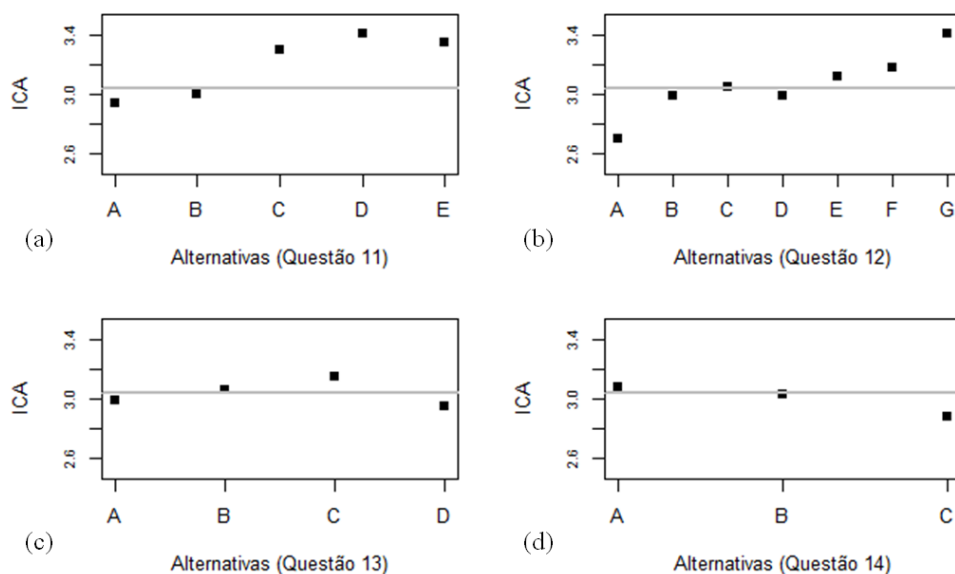 3.4
3.0
2.6
ICA
A B C D E
(a)
Alternativas (Questão 11)
3.4
3.0
2.6
ICA
A B C D E F G
(b)
Alternativas (Questão 12)
3.4
3.0
2.6
ICA
A B C D
(c)
Alternativas (Questão 13)
3.4
3.0
2.6
ICA
A B C
(d)
Alternativas (Questão 14)